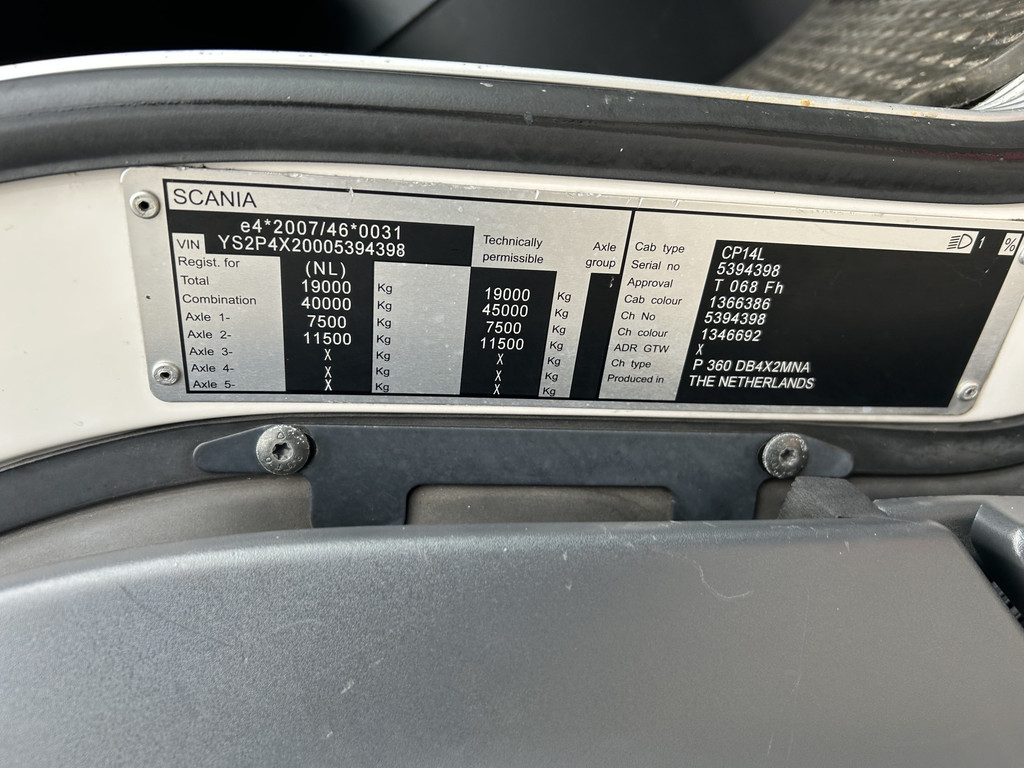 SCANIA
e4*2007/46*0031
VIN YS2P4X20005394398
Regist. for (NL)
Technically permissible
Axle group
Total 19000 Kg 19000 Kg
Combination 40000 Kg 45000 Kg
Axle 1- 7500 Kg 7500 Kg
Axle 2- 11500 Kg 11500 Kg
Axle 3- X Kg X Kg
Axle 4- X Kg X Kg
Axle 5- X Kg X Kg
Cab type CP14L 1 %
Serial no 5394398
Approval T 068 Fh
Cab colour 1366386
Ch No 5394398
Ch colour 1346692
ADR GTW X
Ch type P 360 DB4X2MNA
Produced in THE NETHERLANDS